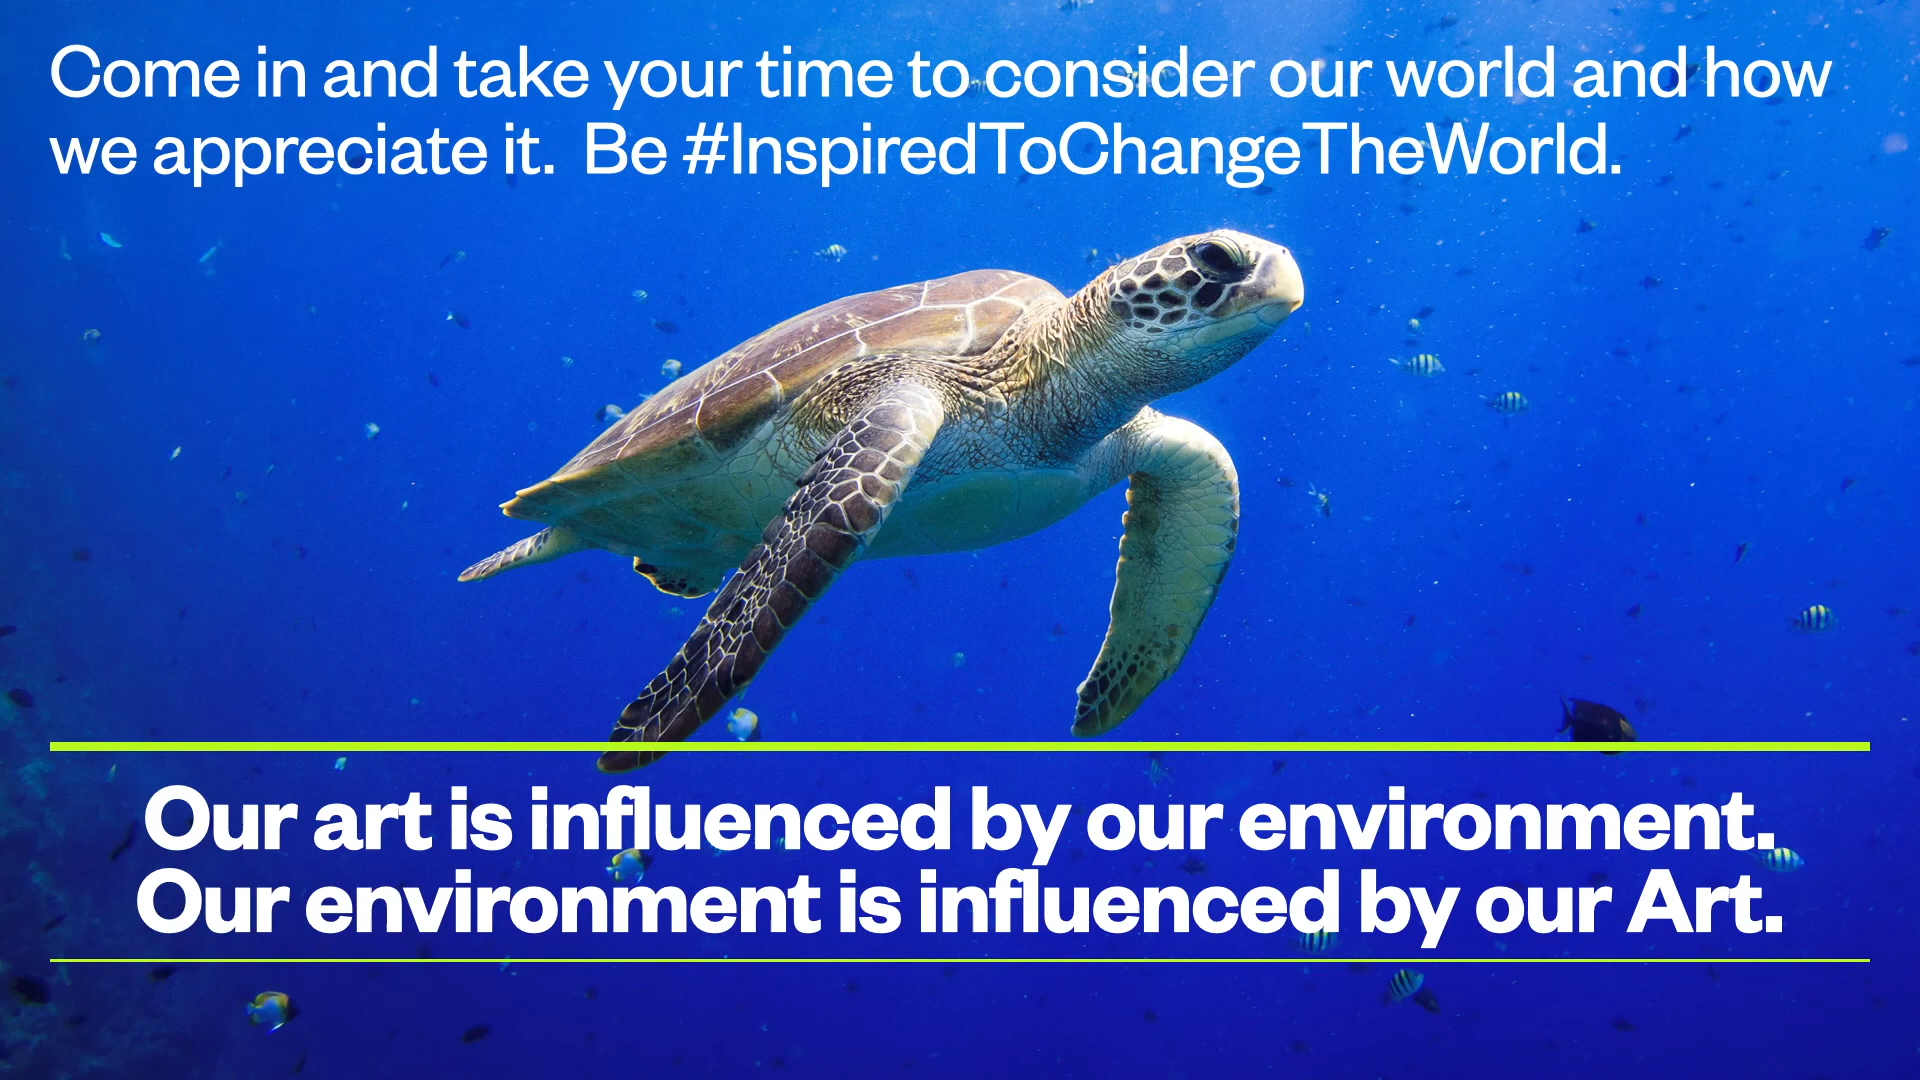 Come in and take your time to consider our world and how
we appreciate it.  Be #InspiredToChangeTheWorld.
Our art is influenced by our environment.
Our environment is influenced by our Art.